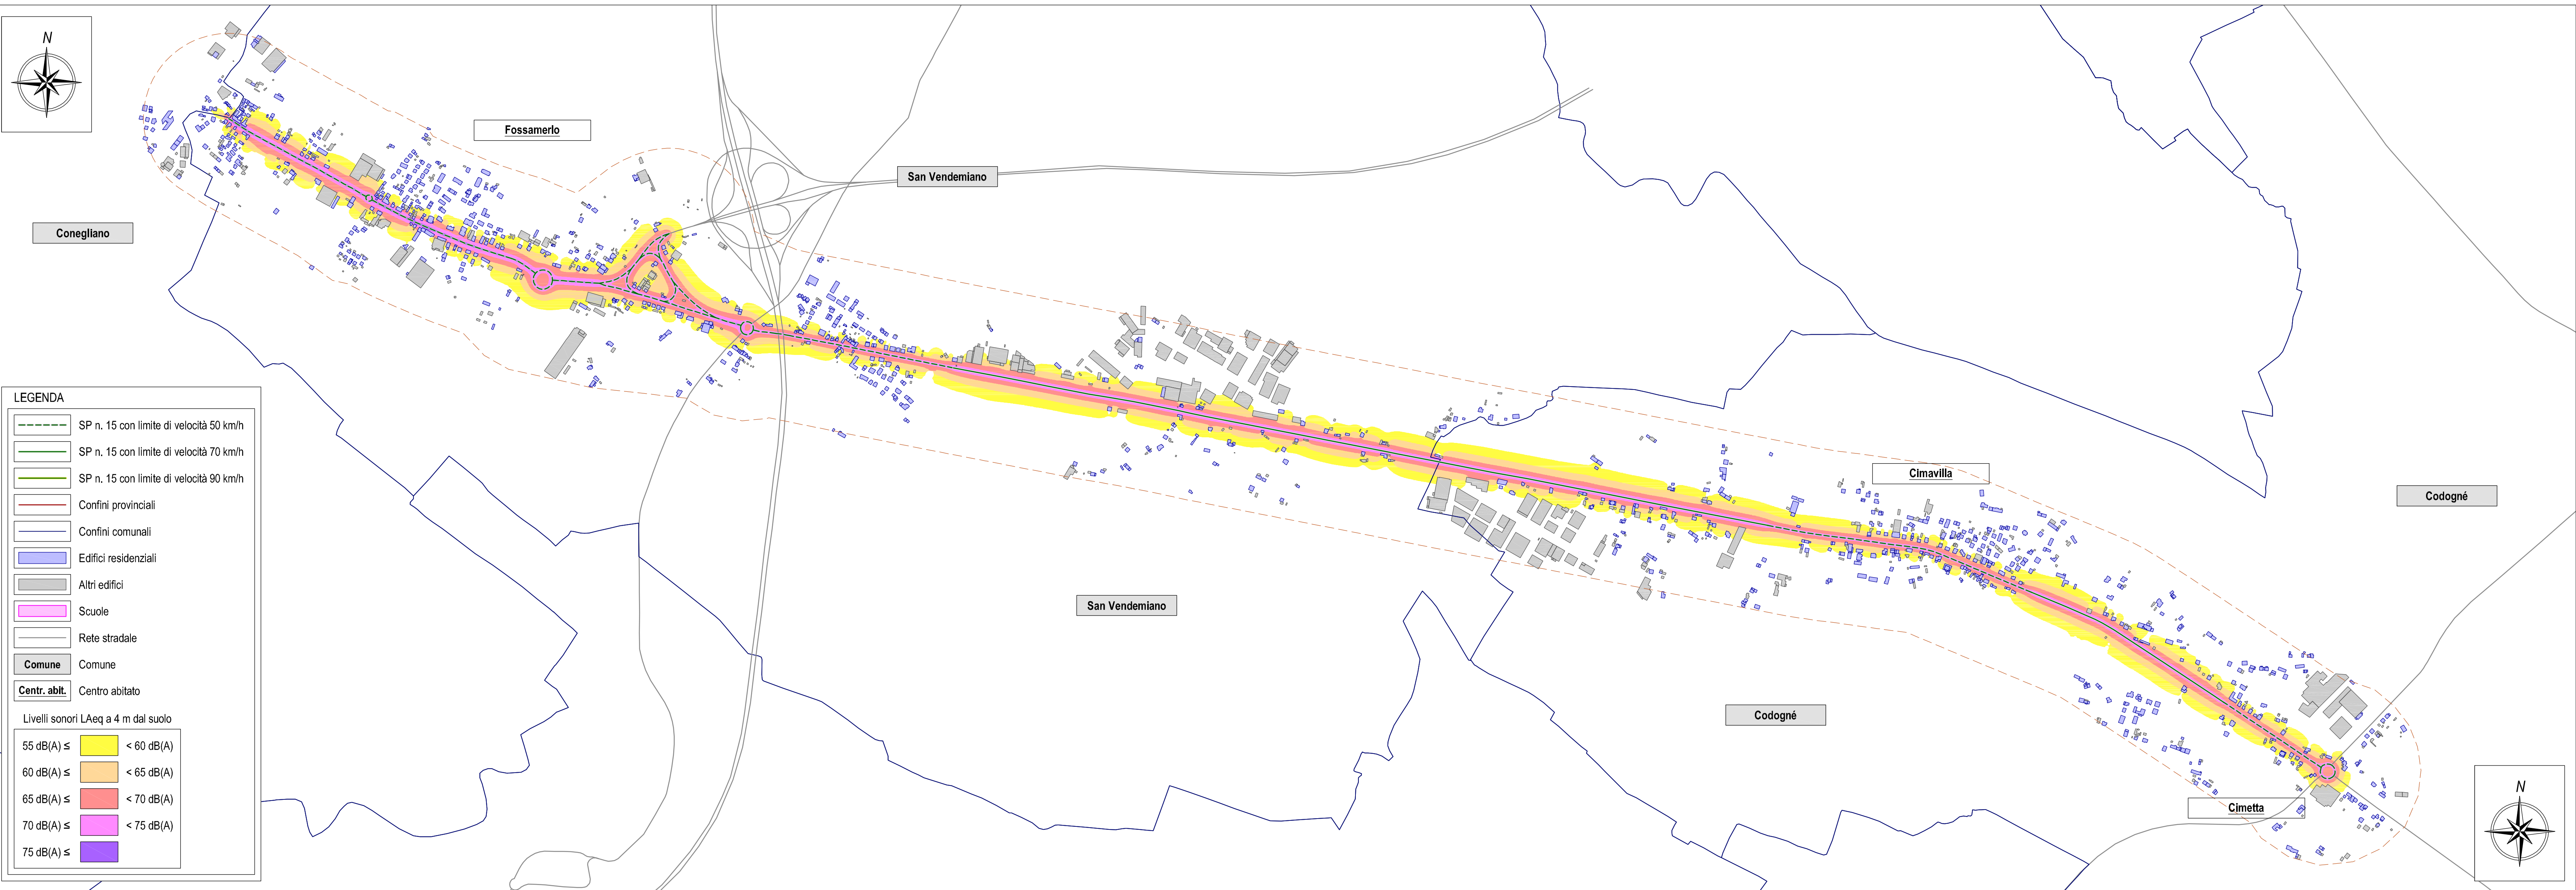 N
Fossamerlo
San Vendemiano
Conegliano
LEGENDA
SP n. 15 con limite di velocità 50 km/h
SP n. 15 con limite di velocità 70 km/h
SP n. 15 con limite di velocità 90 km/h
Confini provinciali
Confini comunali
Edifici residenziali
Altri edifici
Scuole
Rete stradale
Comune Comune
Centr. abit. Centro abitato
Livelli sonori LAeq a 4 m dal suolo
55 dB(A) ≤ < 60 dB(A)
60 dB(A) ≤ < 65 dB(A)
65 dB(A) ≤ < 70 dB(A)
70 dB(A) ≤ < 75 dB(A)
75 dB(A) ≤
Cimavilla
Codogné
San Vendemiano
Codogné
Cimetta
N